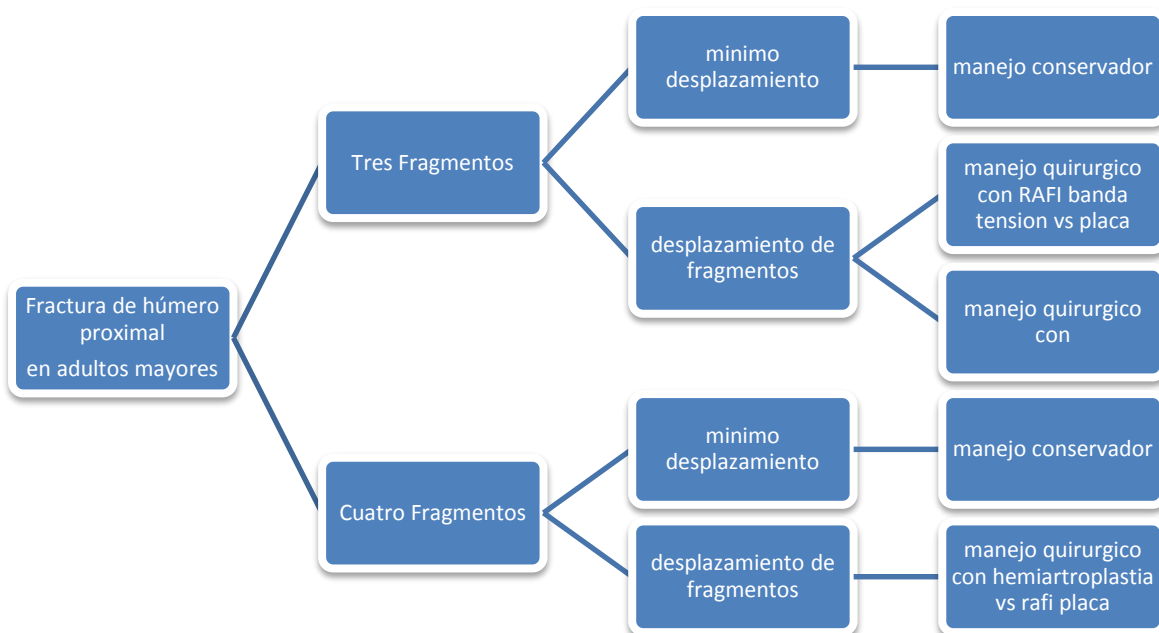 Fractura de húmero
proximal
en adultos mayores
Tres Fragmentos
minimo
desplazamiento
manejo conservador
desplazamiento de
fragmentos
manejo quirurgico
con RAFI banda
tension vs placa
manejo quirurgico
con
Cuatro Fragmentos
minimo
desplazamiento
manejo conservador
desplazamiento de
fragmentos
manejo quirurgico
con hemiartroplastia
vs rafi placa